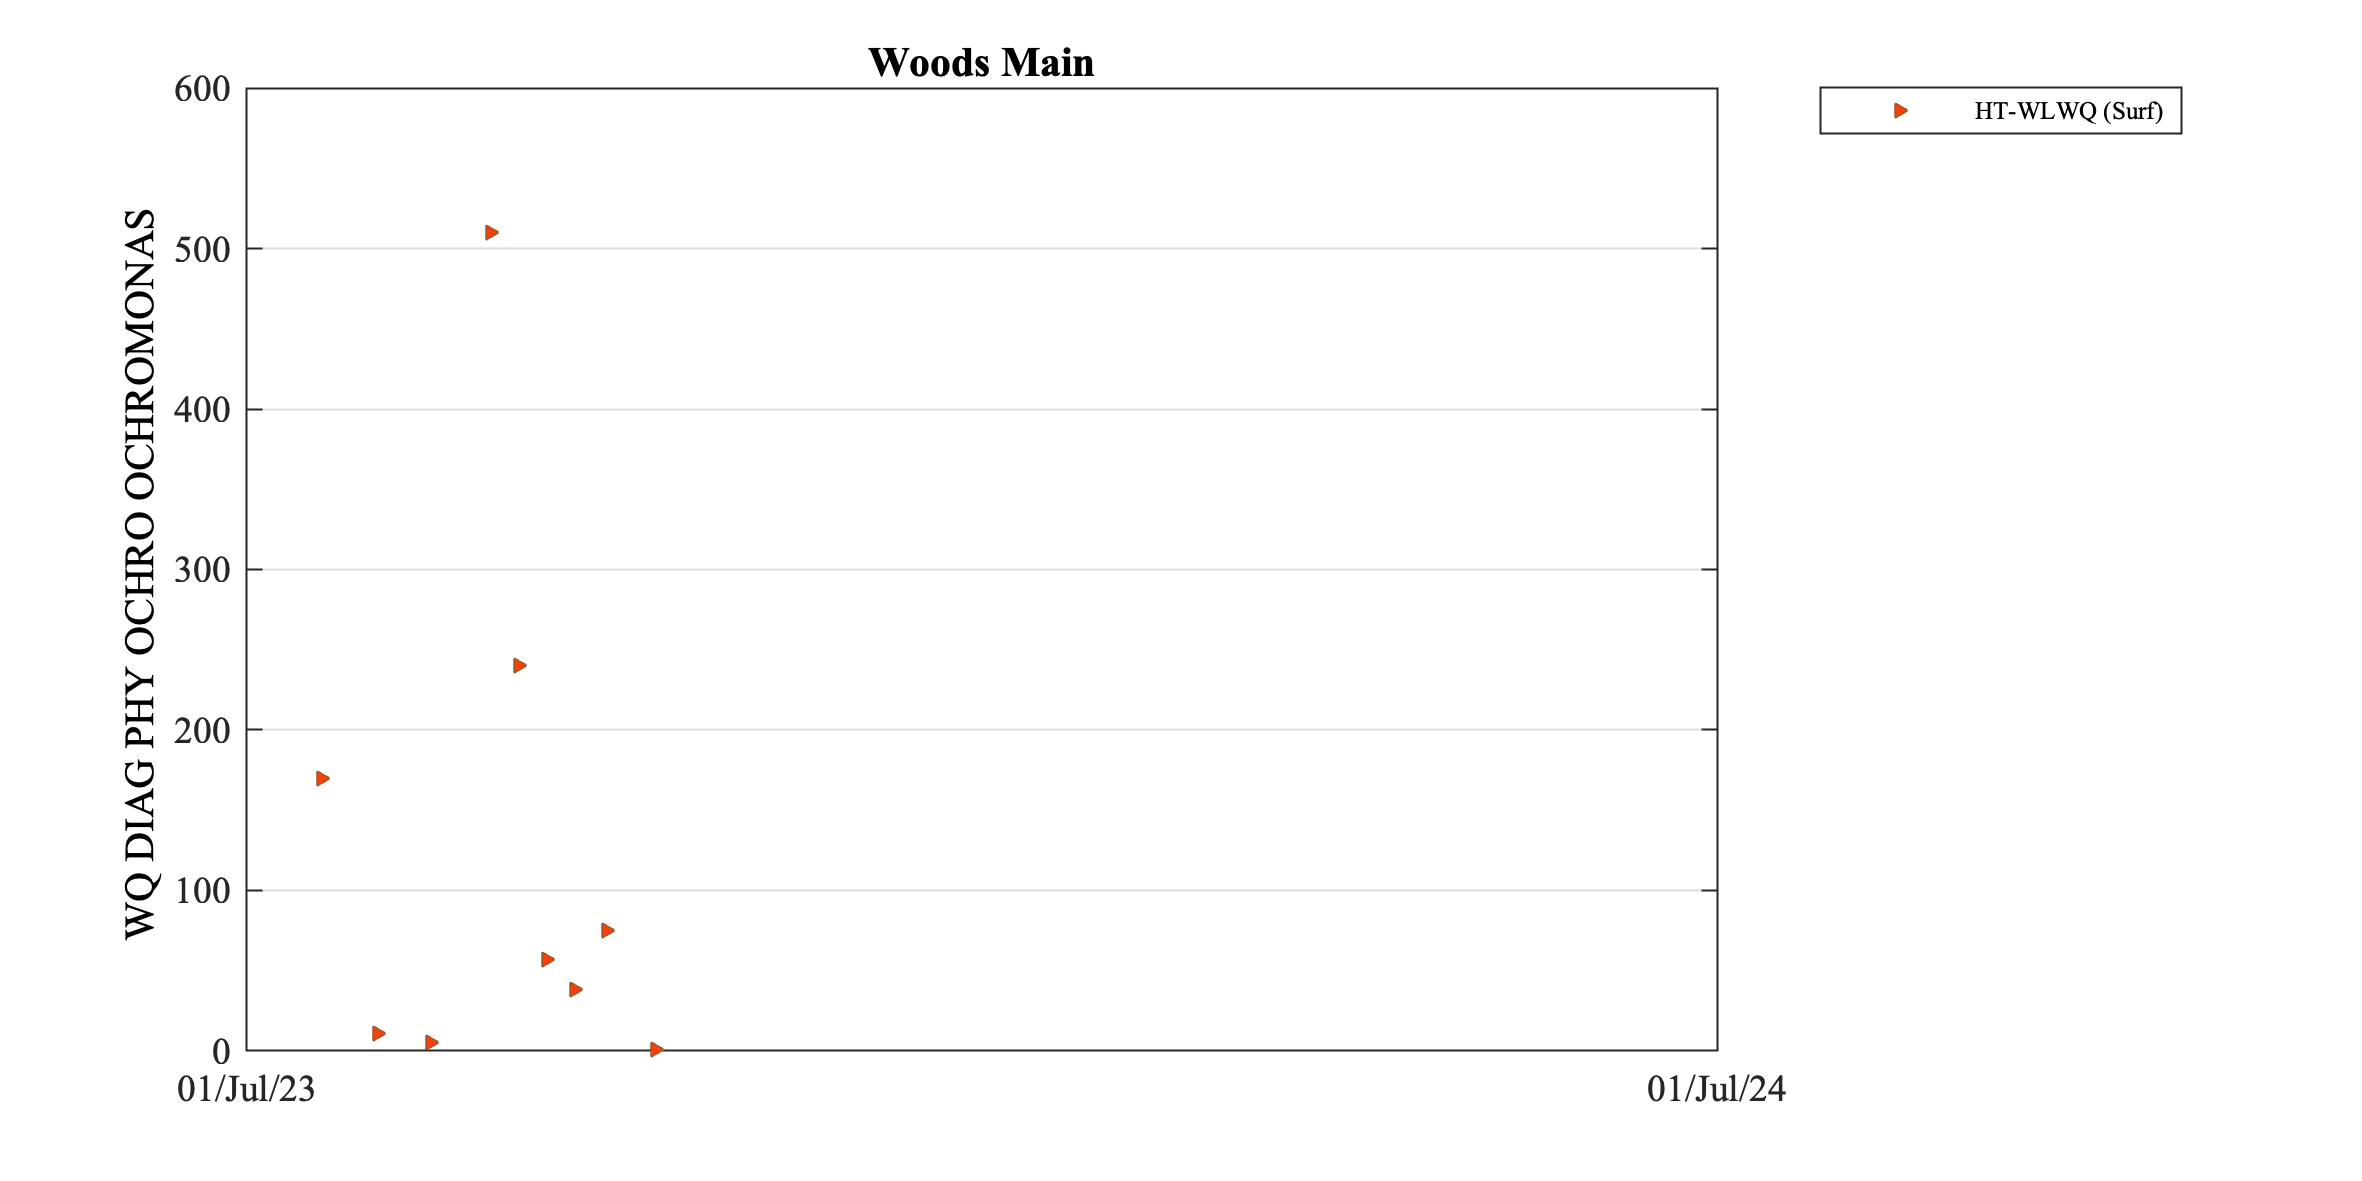 Woods Main
HT-WLWQ (Surf)
WQ DIAG PHY OCHRO OCHROMONAS
600
500
400
300
200
100
0
01/Jul/23
01/Jul/24